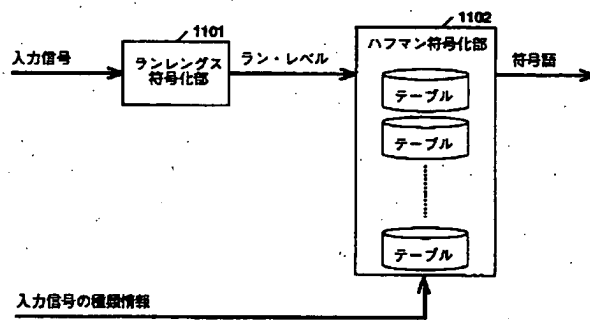 1101
1102
入力信号
ランレングス
符号化部
ラン・レベル
ハフマン符号化部
符号語
テーブル
テーブル
テーブル
入力信号の種類情報